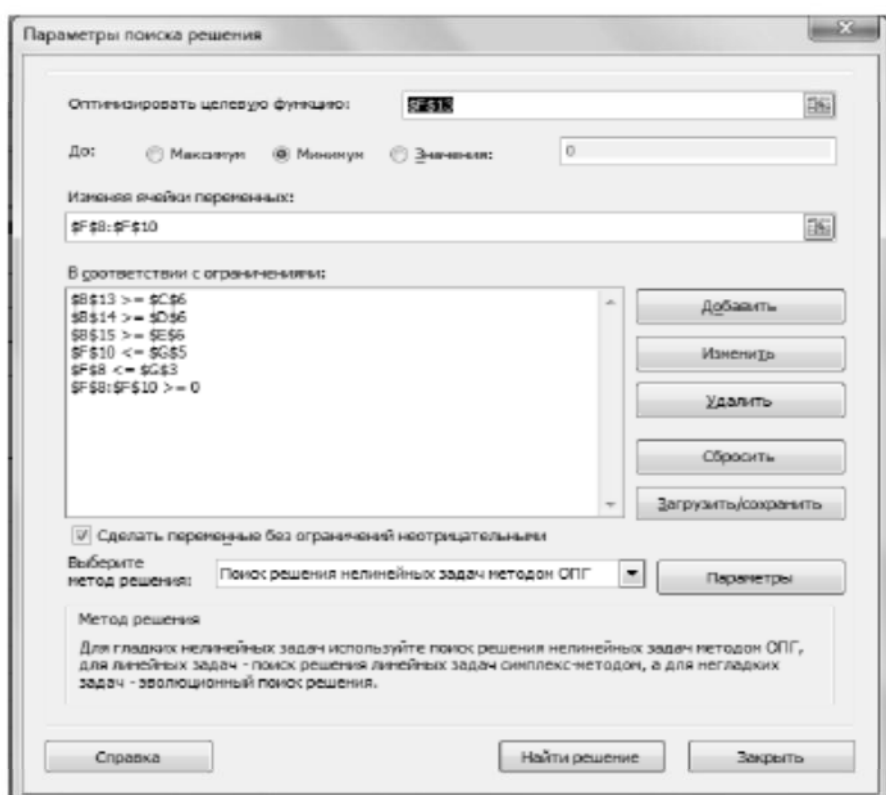 Параметры поиска решения
Оптимизировать целевую функцию: $F$13
До: Максимум Минимум Значения: 0
Изменяя ячейки переменных:
$F$8:$F$10
В соответствии с ограничениями:
$B$13 >= $C$6
$B$14 >= $D$6
$B$15 >= $E$6
$F$10 <= $G$5
$F$8 <= $G$3
$F$8:$F$10 >= 0
Добавить
Изменить
Удалить
Сбросить
Загрузить/сохранить
Сделать переменные без ограничений неотрицательными
Выберите
метод решения: Поиск решения нелинейных задач методом ОПГ Параметры
Метод решения
Для гладких нелинейных задач используйте поиск решения нелинейных задач методом ОПГ,
для линейных задач - поиск решения линейных задач симплекс-методом, а для негладких
задач - эволюционный поиск решения.
Справка Найти решение Закрыть